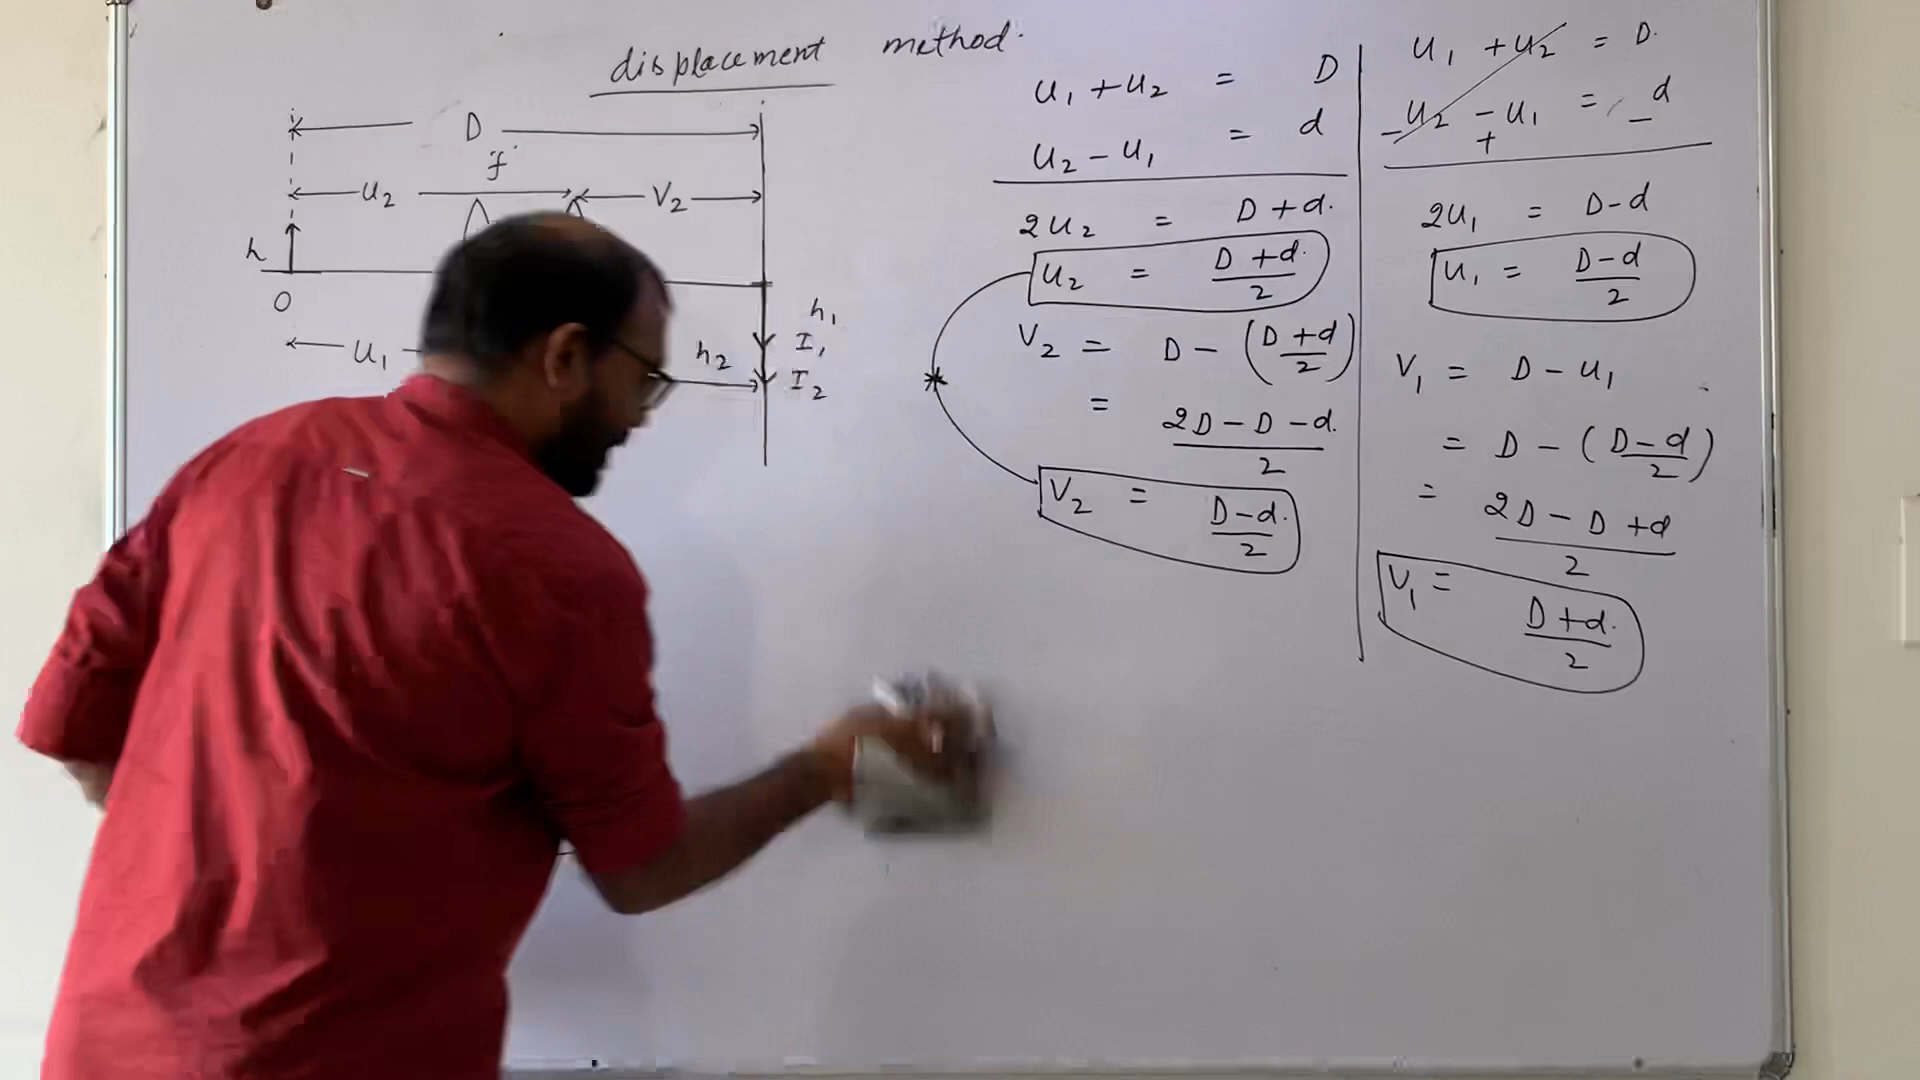 displacement method.
D
f
u₂ V₂
h
O
u₁
h₂
h₁
I₁
I₂
u₁ + u₂ = D
u₂ - u₁ = d
2u₂ = D + d.
u₂ = (D + d.)/2
V₂ = D - ((D + d)/2)
= (2D - D - d.)/2
V₂ = (D - d.)/2
u₁ + u₂ = D.
- u₂ - u₁ = _ d
+
2u₁ = D - d
u₁ = (D - d)/2
V₁ = D - u₁
= D - ((D - d)/2)
= (2D - D + d)/2
V₁ = (D + d.)/2